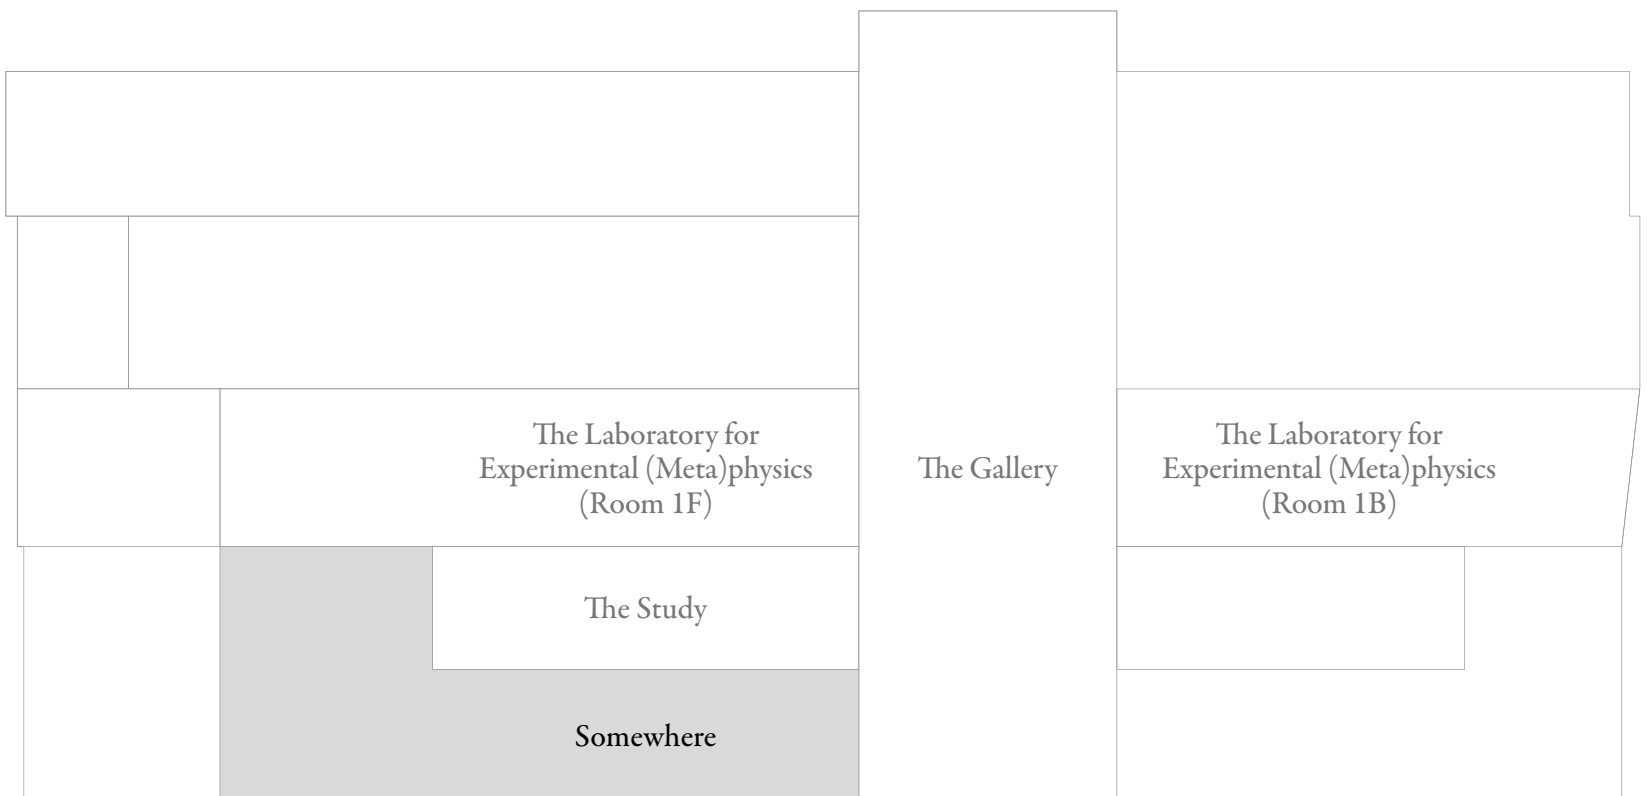 The Laboratory for
Experimental (Meta)physics
(Room 1F)
The Gallery
The Laboratory for
Experimental (Meta)physics
(Room 1B)
The Study
Somewhere